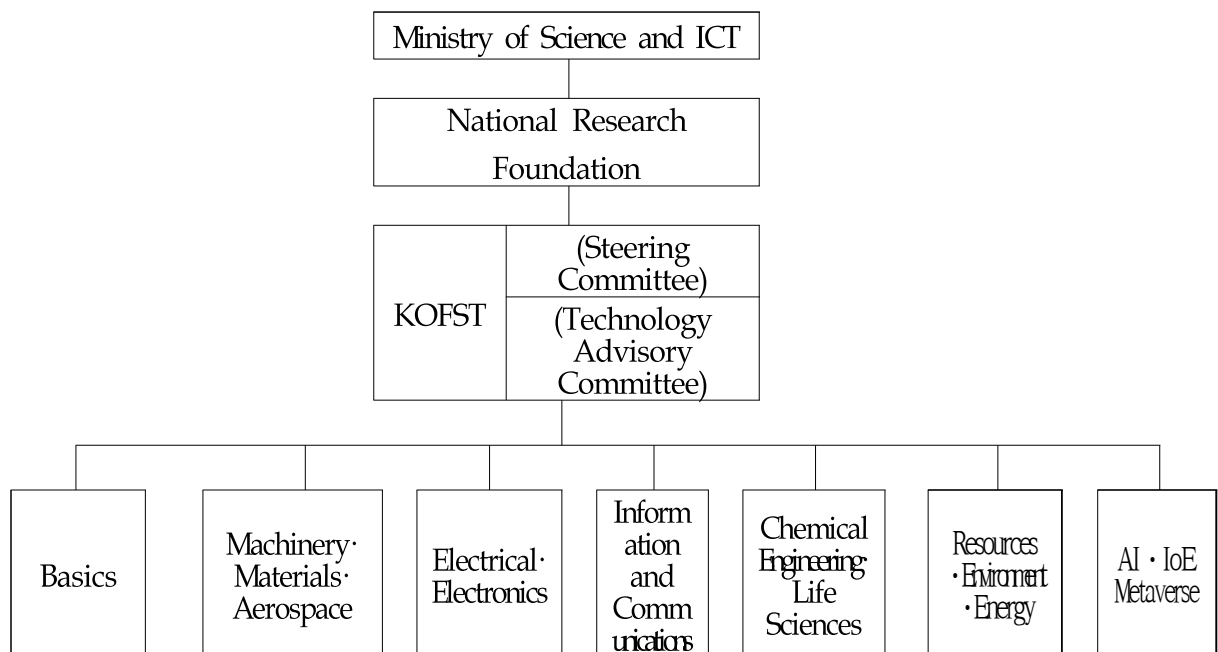 Ministry of Science and ICT
National Research
Foundation
KOFST
(Steering
Committee)
(Technology
Advisory
Committee)
Basics
Machinery·
Materials·
Aerospace
Electrical·
Electronics
Inform
ation
and
Comm
unications
Chemical
Engineering·
Life
Sciences
Resources
·Enviroment
·Energy
AI · IoE
Metaverse